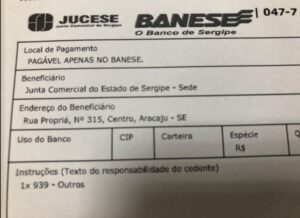 JUCESE
Junta Comercial de Sergipe
BANESE
O Banco de Sergipe
047-7
Local de Pagamento
PAGÁVEL APENAS NO BANESE.
Beneficiário
Junta Comercial do Estado de Sergipe - Sede
Endereço do Beneficiário
Rua Propriá, Nº 315, Centro, Aracaju - SE
Uso do Banco CIP Carteira Espécie
R$
Instruções (Texto de responsabilidade do cedente)
1x 939 - Outros